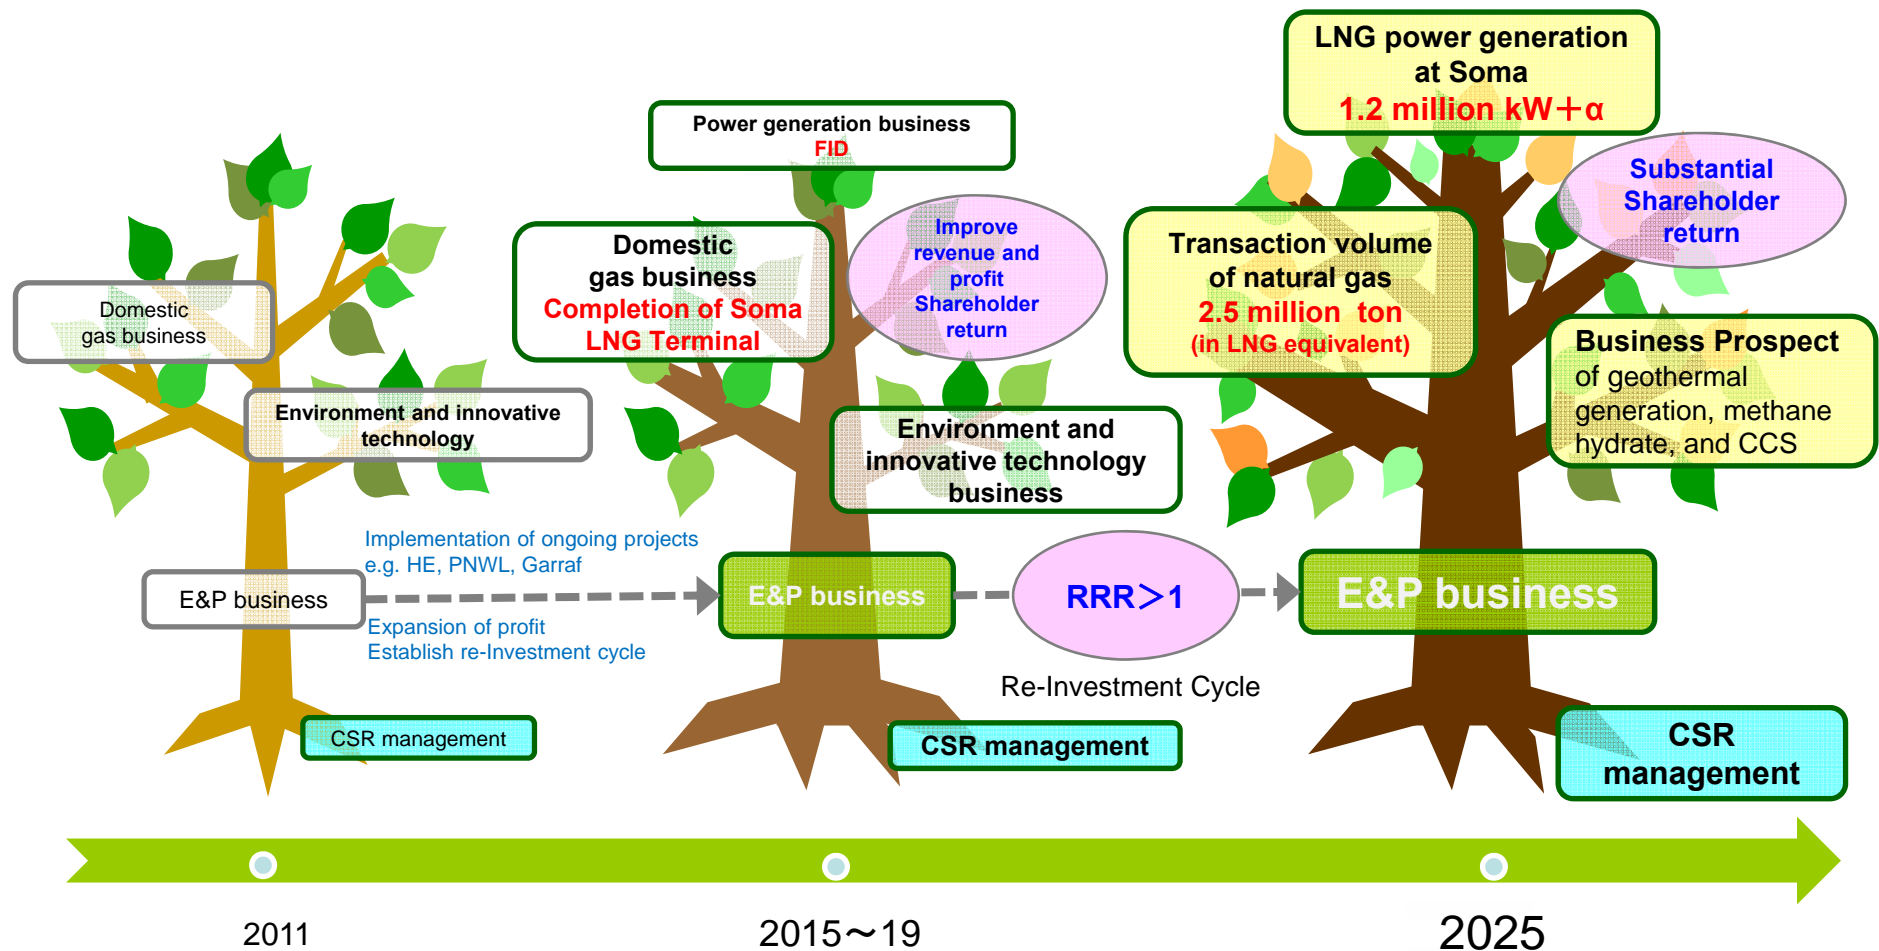 Domestic
gas business
Environment and innovative
technology
E&P business
CSR management
Implementation of ongoing projects
e.g. HE, PNWL, Garraf
Expansion of profit
Establish re-Investment cycle
Power generation business
FID
Domestic
gas business
Completion of Soma
LNG Terminal
Improve
revenue and
profit
Shareholder
return
Environment and
innovative technology
business
E&P business
CSR management
RRR＞1
Re-Investment Cycle
LNG power generation
at Soma
1.2 million kW＋α
Substantial
Shareholder
return
Transaction volume
of natural gas
2.5 million ton
(in LNG equivalent)
Business Prospect
of geothermal
generation, methane
hydrate, and CCS
E&P business
CSR
management
2011
2015～19
2025